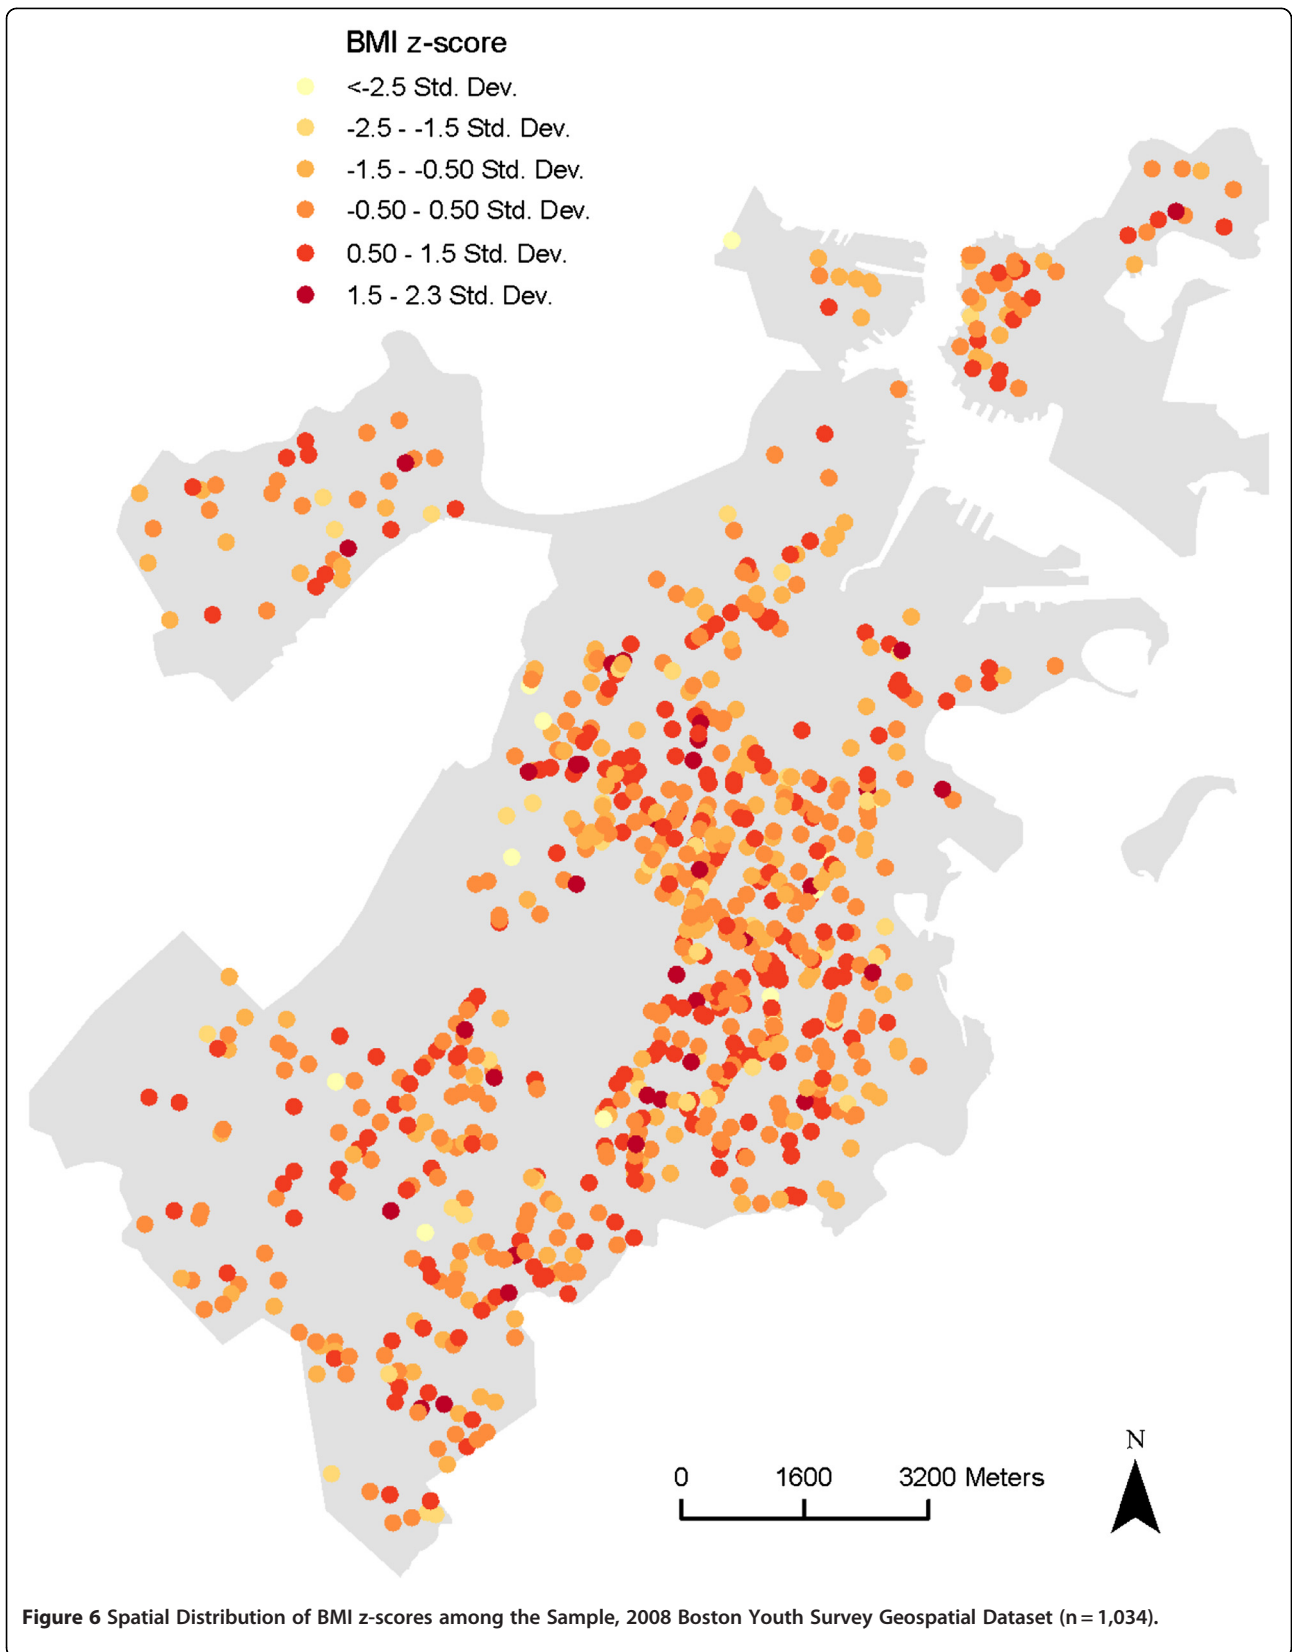 BMI z-score
<-2.5 Std. Dev.
-2.5 - -1.5 Std. Dev.
-1.5 - -0.50 Std. Dev.
-0.50 - 0.50 Std. Dev.
0.50 - 1.5 Std. Dev.
1.5 - 2.3 Std. Dev.
N
0 1600 3200 Meters
Figure 6 Spatial Distribution of BMI z-scores among the Sample, 2008 Boston Youth Survey Geospatial Dataset (n = 1,034).